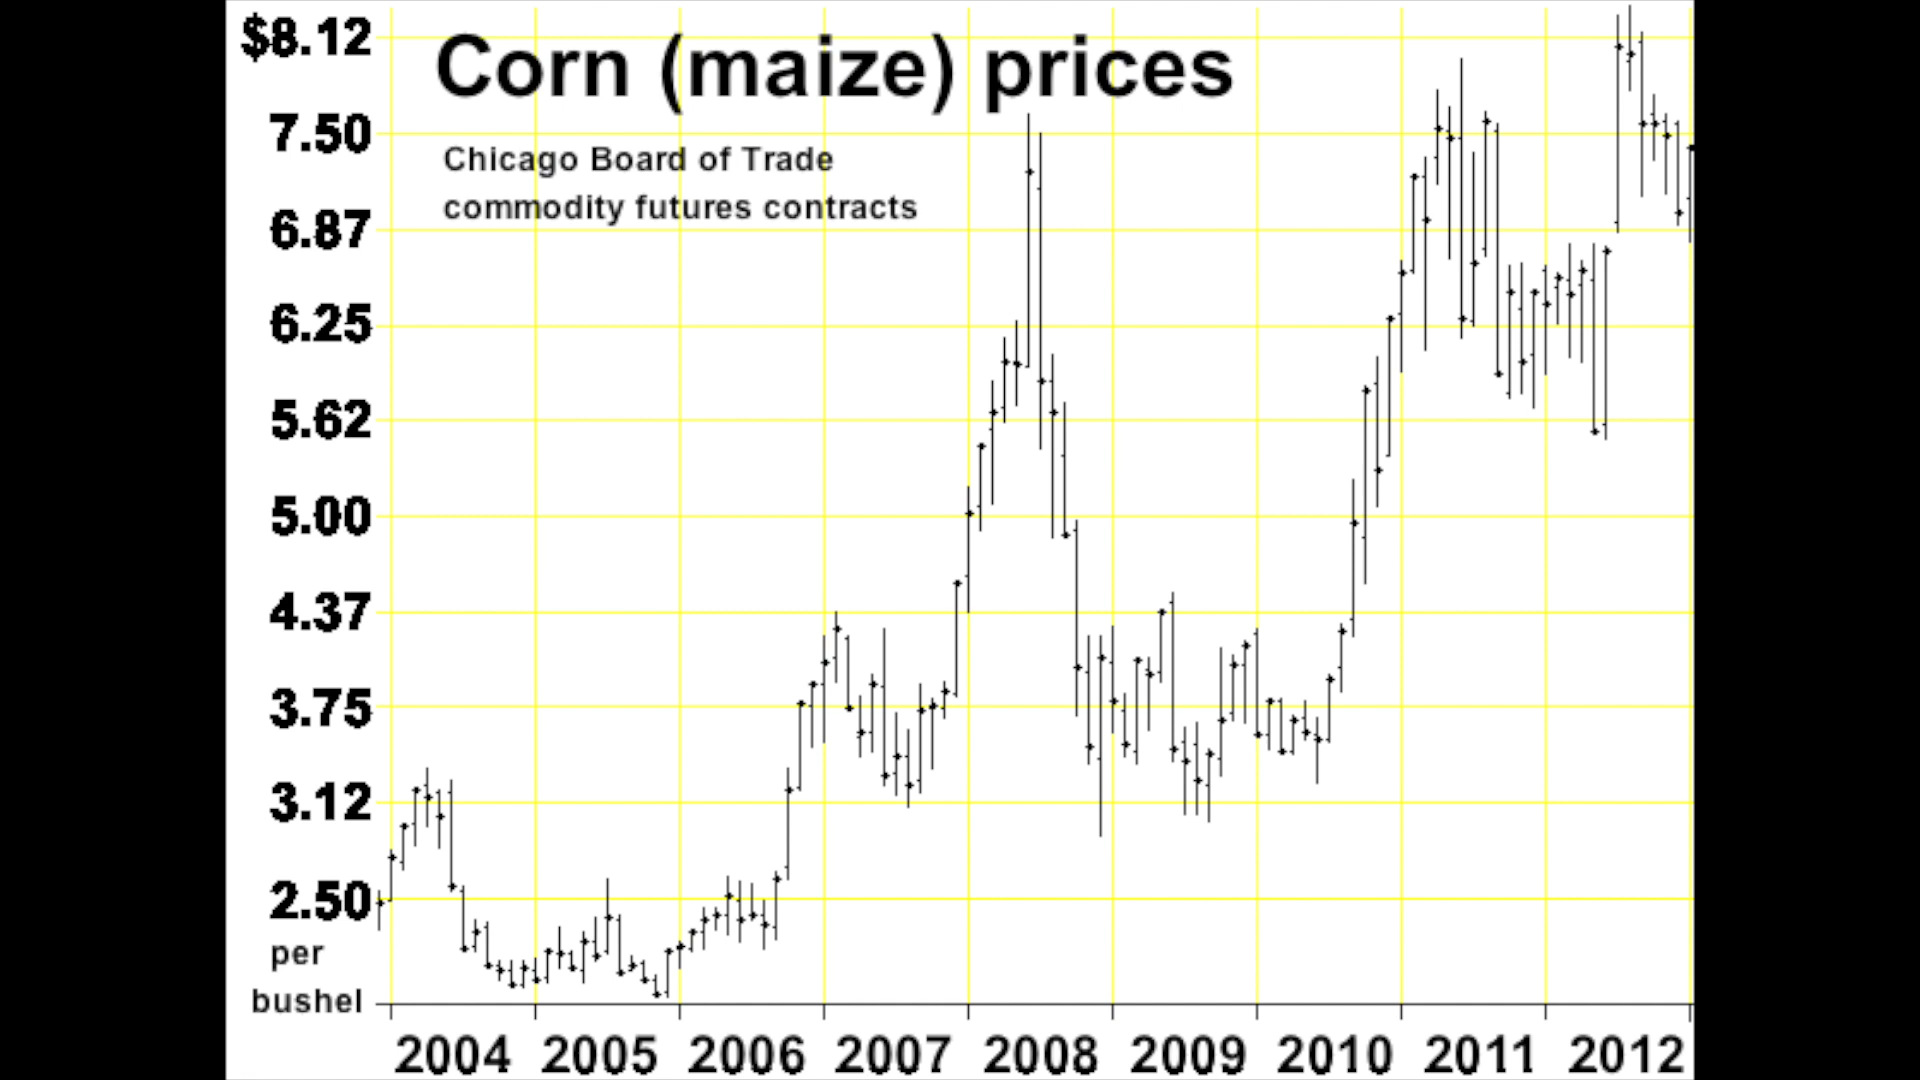 Corn (maize) prices
Chicago Board of Trade
commodity futures contracts
$8.12
7.50
6.87
6.25
5.62
5.00
4.37
3.75
3.12
2.50
per
bushel
2004 2005 2006 2007 2008 2009 2010 2011 2012